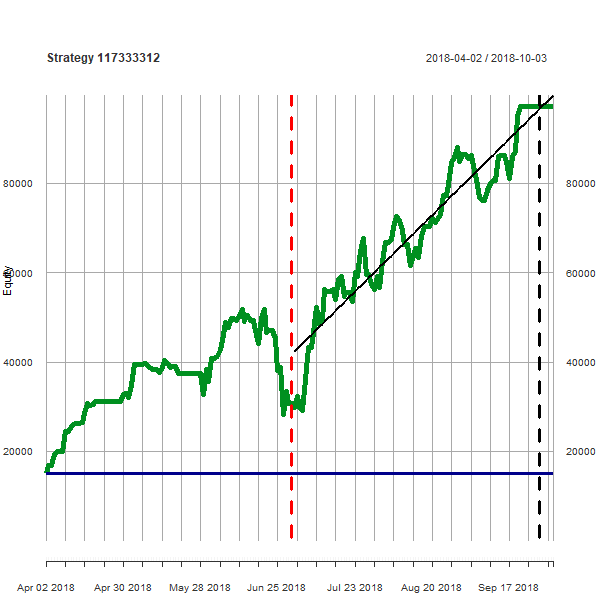 Strategy 117333312
2018-04-02 / 2018-10-03
Equity
80000
80000
60000
60000
40000
40000
20000
20000
Apr 02 2018
Apr 30 2018
May 28 2018
Jun 25 2018
Jul 23 2018
Aug 20 2018
Sep 17 2018